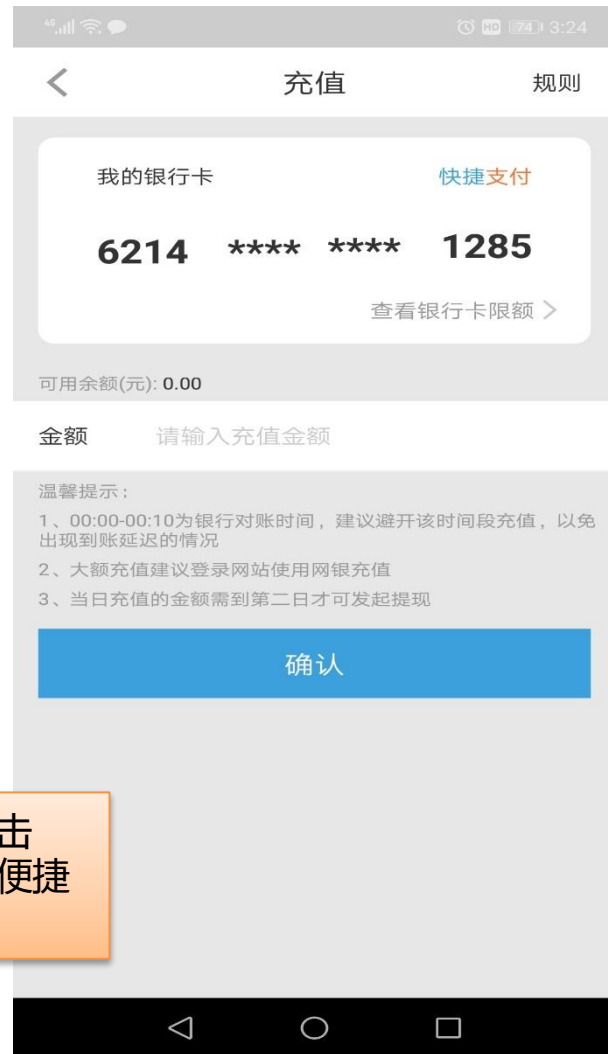 46 HD 74 3:24
充值 规则
我的银行卡 快捷支付
6214 **** **** 1285
查看银行卡限额
可用余额(元): 0.00
金额 请输入充值金额
温馨提示:
1、00:00-00:10为银行对账时间，建议避开该时间段充值，以免
出现到账延迟的情况
2、大额充值建议登录网站使用网银充值
3、当日充值的金额需到第二日才可发起提现
确认
击
便捷